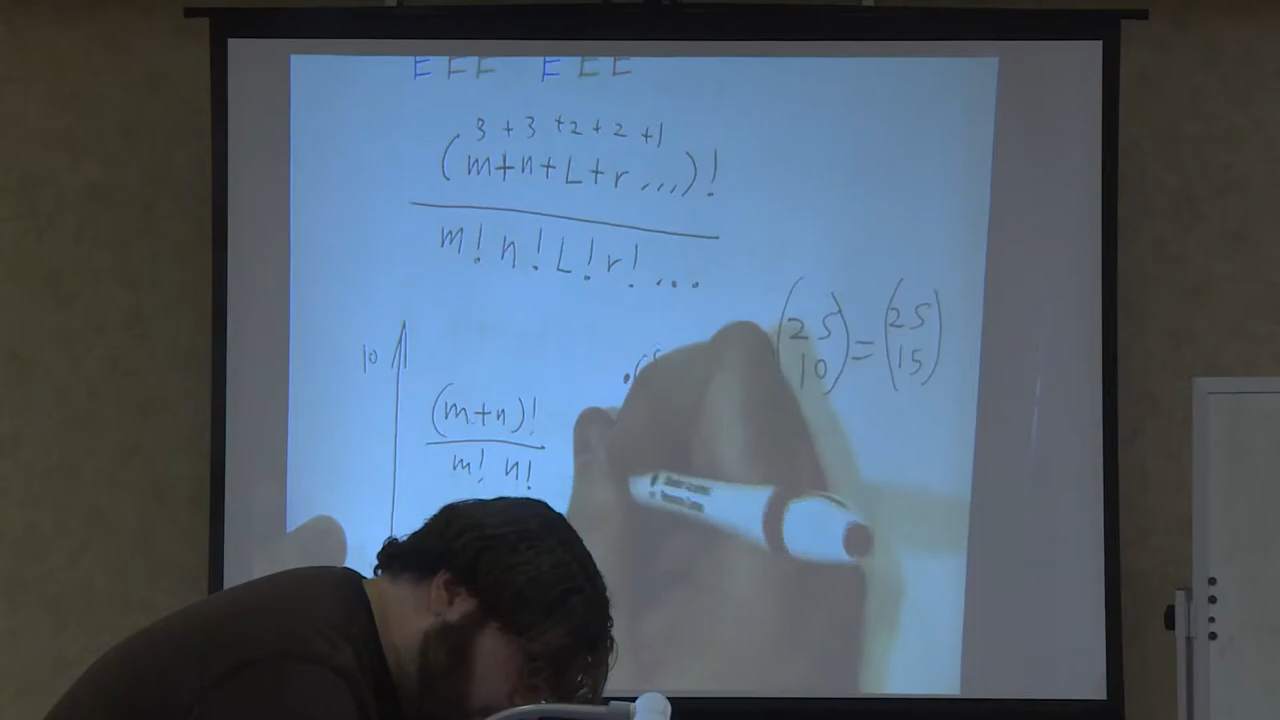 E E E E E E
3 + 3 + 2 + 2 + 1
(m+n+L+r...)!
m! n! L! r! ...
(25 10) = (25 15)
10
(m+n)!
m! n!